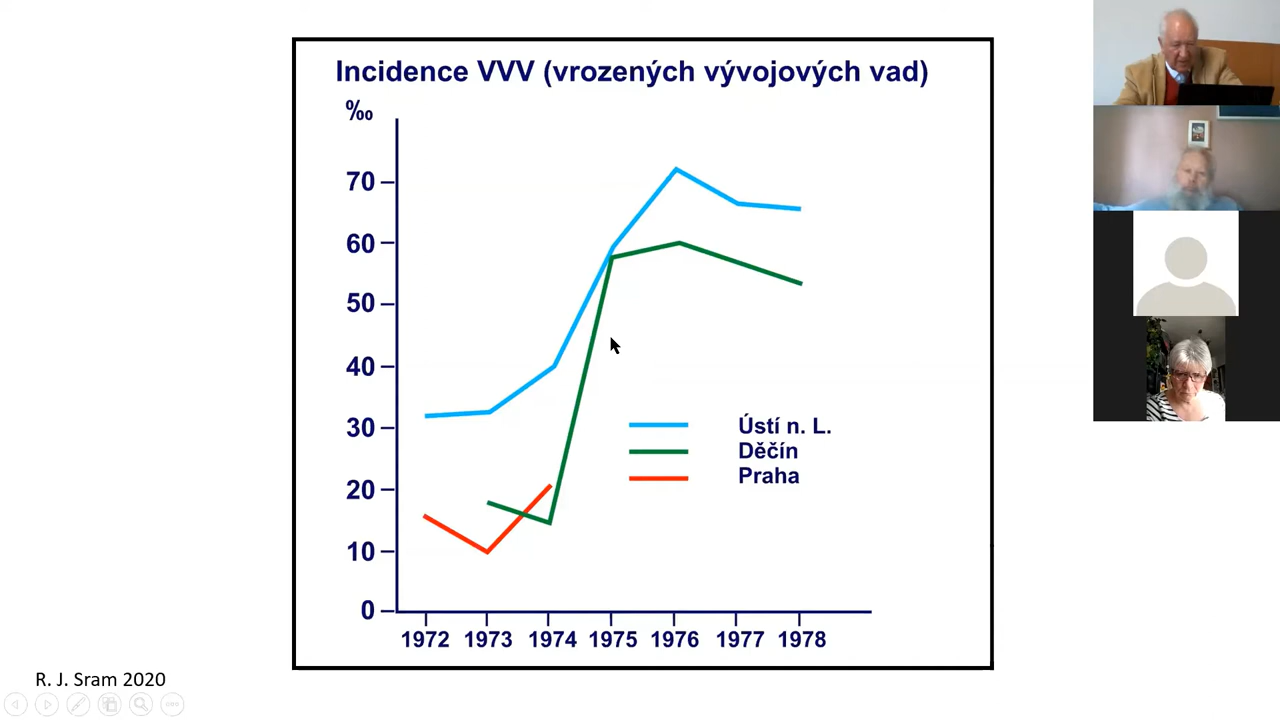 Incidence VVV (vrozených vývojových vad)
‰
70
60
50
40
30
20
10
0
Ústí n. L.
Děčín
Praha
1972 1973 1974 1975 1976 1977 1978
R. J. Sram 2020